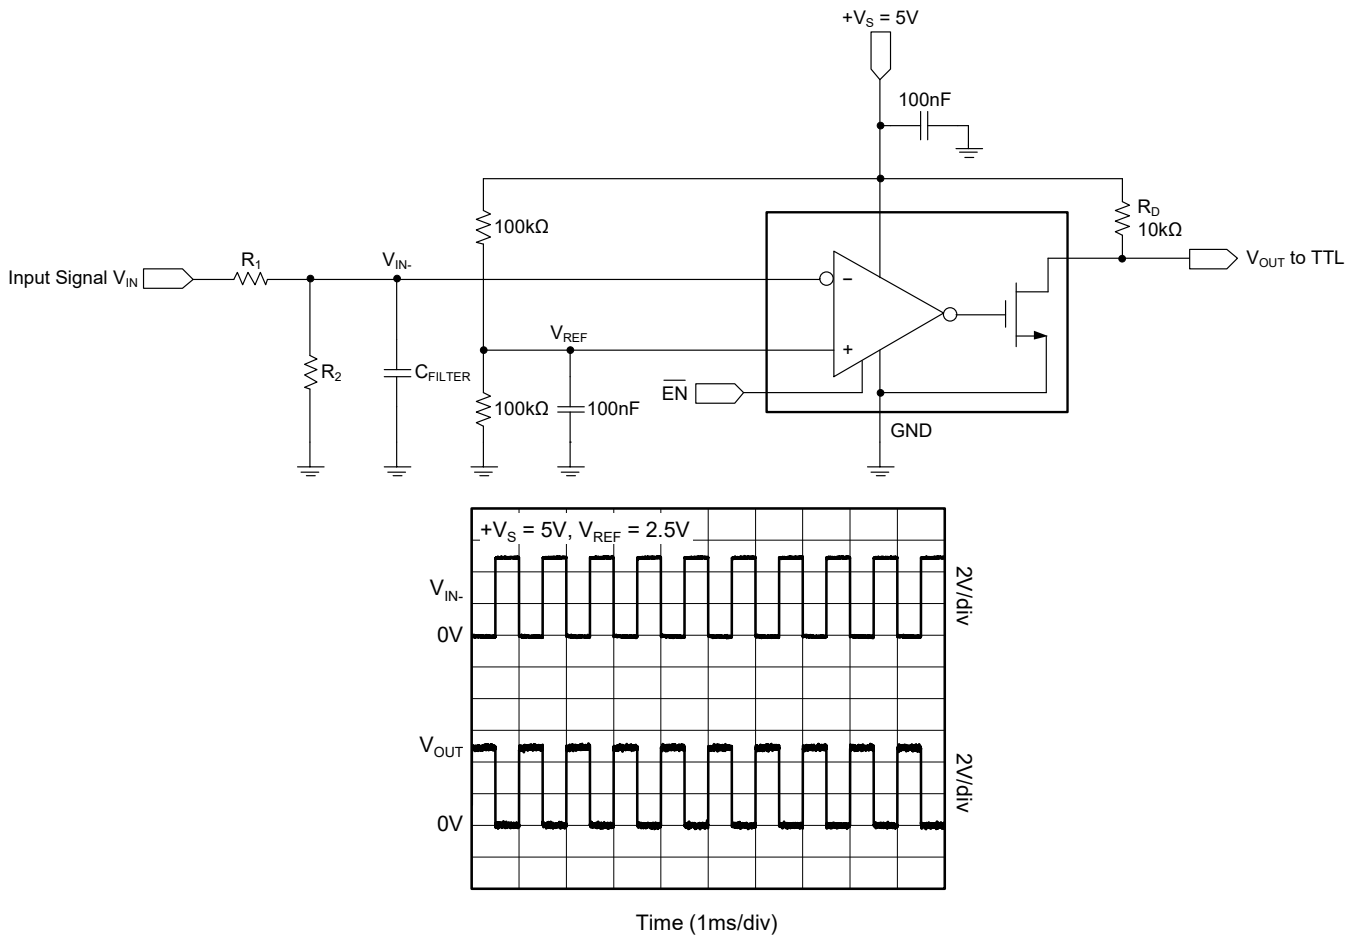 +VS = 5V
100nF
100kΩ
RD
10kΩ
Input Signal VIN
R1
VIN-
VOUT to TTL
−
VREF
+
R2
CFILTER
EN
100kΩ
100nF
GND
+VS = 5V, VREF = 2.5V
VIN-
2V/div
0V
VOUT
2V/div
0V
Time (1ms/div)